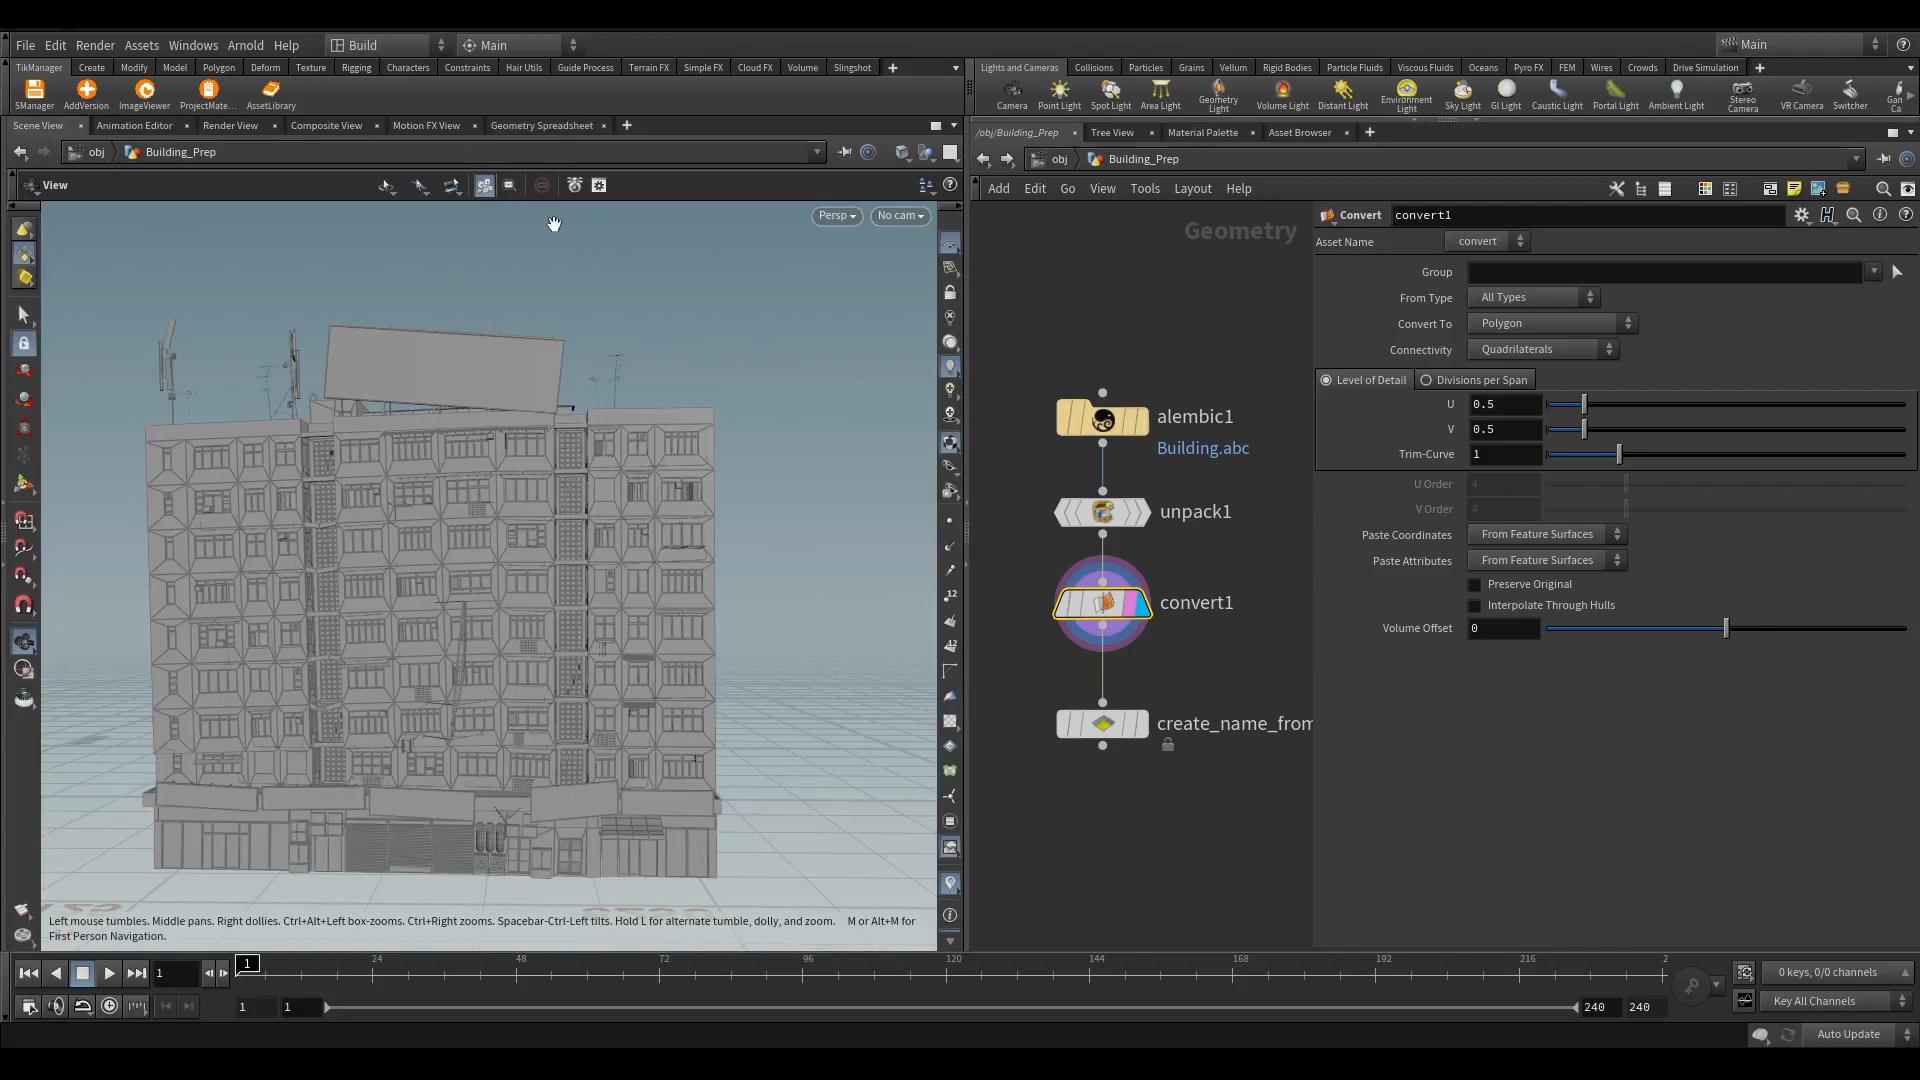 File Edit Render Assets Windows Arnold Help Build Main Main
TikManager Create Modify Model Polygon Deform Texture Rigging Characters Constraints Hair Utils Guide Process Terrain FX Simple FX Cloud FX Volume Slingshot
Lights and Cameras Collisions Particles Grains Vellum Rigid Bodies Particle Fluids Viscous Fluids Oceans Pyro FX FEM Wires Crowds Drive Simulation
SManager AddVersion ImageViewer ProjectMate... AssetLibrary
Camera Point Light Spot Light Area Light Geometry Light Volume Light Distant Light Environment Light Sky Light GI Light Caustic Light Portal Light Ambient Light Stereo Camera VR Camera Switcher Gan Ca
Scene View Animation Editor Render View Composite View Motion FX View Geometry Spreadsheet
/obj/Building_Prep Tree View Material Palette Asset Browser
obj Building_Prep
obj Building_Prep
View
Add Edit Go View Tools Layout Help
Persp No cam
Geometry
alembic1
Building.abc
unpack1
convert1
create_name_from
Convert convert1
Asset Name convert
Group
From Type All Types
Convert To Polygon
Connectivity Quadrilaterals
Level of Detail Divisions per Span
U 0.5
V 0.5
Trim-Curve 1
U Order 4
V Order 4
Paste Coordinates From Feature Surfaces
Paste Attributes From Feature Surfaces
Preserve Original
Interpolate Through Hulls
Volume Offset 0
12
42
Left mouse tumbles. Middle pans. Right dollies. Ctrl+Alt+Left box-zooms. Ctrl+Right zooms. Spacebar-Ctrl-Left tilts. Hold L for alternate tumble, dolly, and zoom. M or Alt+M for
First Person Navigation.
1 1 24 48 72 96 120 144 168 192 216 2
0 keys, 0/0 channels
1 1 240 240
Key All Channels
Auto Update